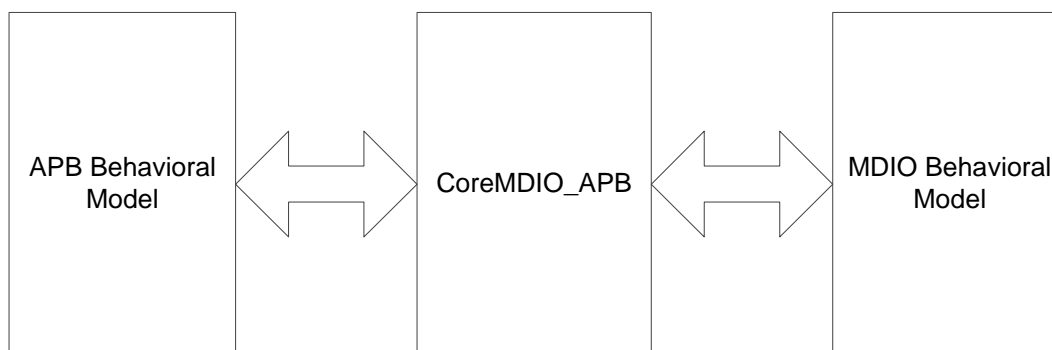 APB Behavioral
Model
CoreMDIO_APB
MDIO Behavioral
Model